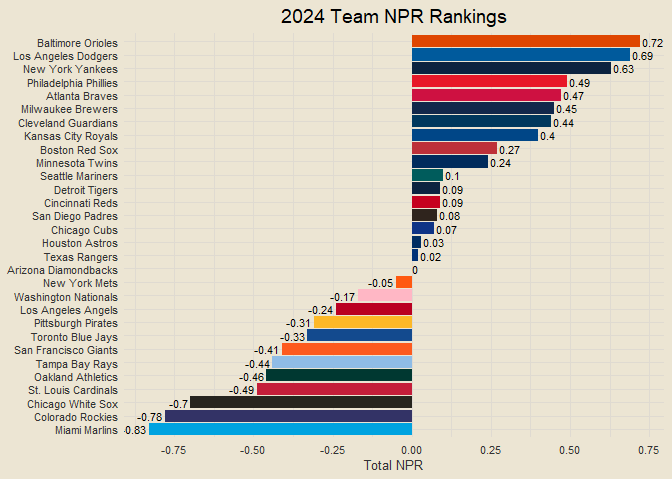 2024 Team NPR Rankings
Baltimore Orioles 0.72
Los Angeles Dodgers 0.69
New York Yankees 0.63
Philadelphia Phillies 0.49
Atlanta Braves 0.47
Milwaukee Brewers 0.45
Cleveland Guardians 0.44
Kansas City Royals 0.4
Boston Red Sox 0.27
Minnesota Twins 0.24
Seattle Mariners 0.1
Detroit Tigers 0.09
Cincinnati Reds 0.09
San Diego Padres 0.08
Chicago Cubs 0.07
Houston Astros 0.03
Texas Rangers 0.02
Arizona Diamondbacks 0
New York Mets -0.05
Washington Nationals -0.17
Los Angeles Angels -0.24
Pittsburgh Pirates -0.31
Toronto Blue Jays -0.33
San Francisco Giants -0.41
Tampa Bay Rays -0.44
Oakland Athletics -0.46
St. Louis Cardinals -0.49
Chicago White Sox -0.7
Colorado Rockies -0.78
Miami Marlins -0.83
-0.75 -0.50 -0.25 0.00 0.25 0.50 0.75
Total NPR